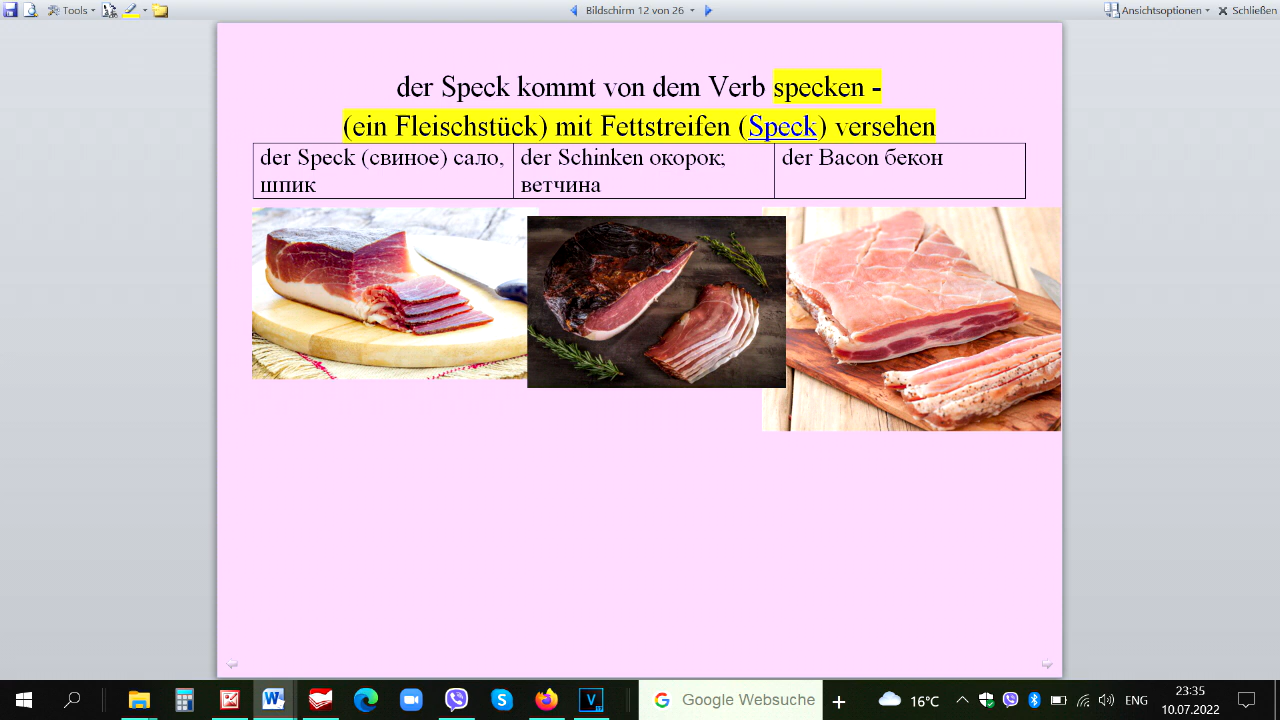 Tools
Bildschirm 12 von 26
Ansichtsoptionen
Schließen
der Speck kommt von dem Verb specken -
(ein Fleischstück) mit Fettstreifen (Speck) versehen
der Speck (свиное) сало,
шпик
der Schinken окорок;
ветчина
der Bacon бекон
Google Websuche
16°C
ENG
23:35
10.07.2022